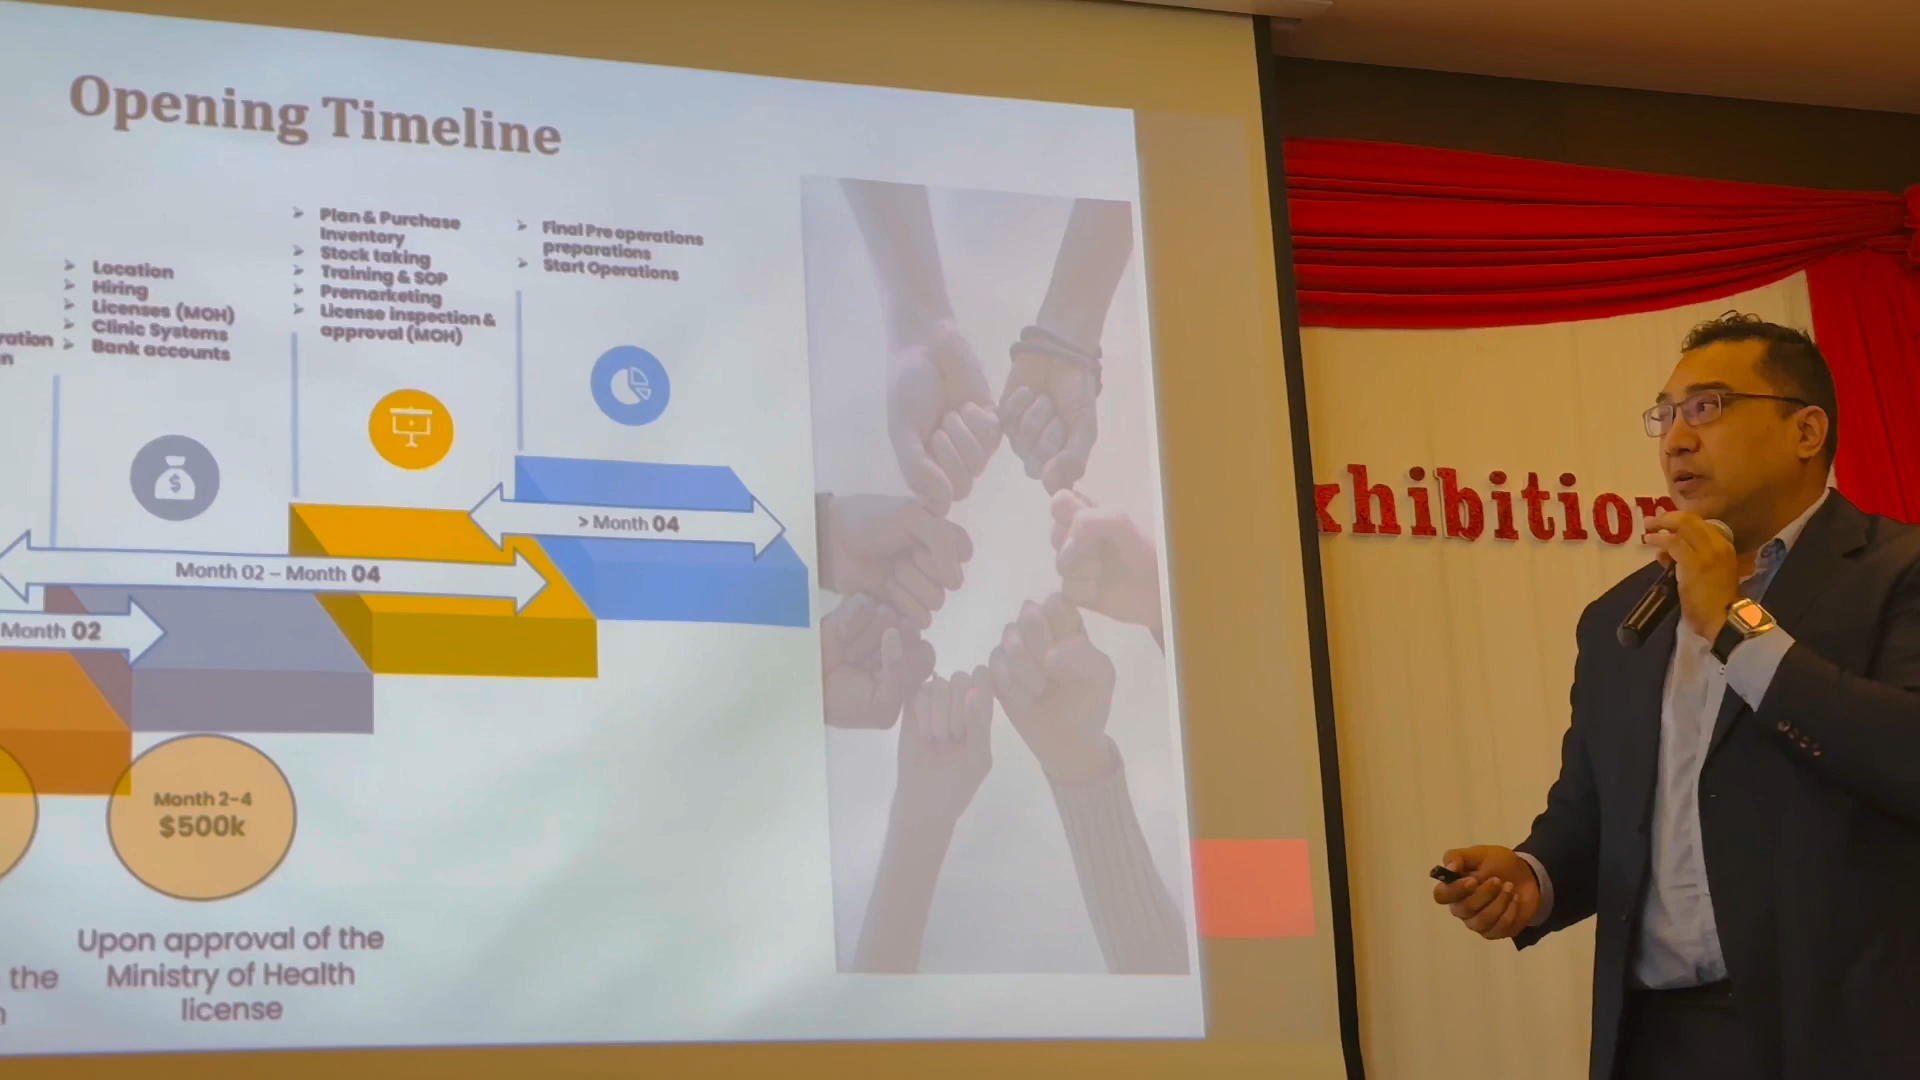 Opening Timeline
Location
Hiring
Licenses (MOH)
Clinic Systems
Bank accounts
Plan & Purchase
Inventory
Stock taking
Training & SOP
Premarketing
License inspection &
approval (MOH)
Final Pre operations
preparations
Start Operations
> Month 04
Month 02 – Month 04
Month 02
Month 2-4
$500k
Upon approval of the
Ministry of Health
license
the
xhibition